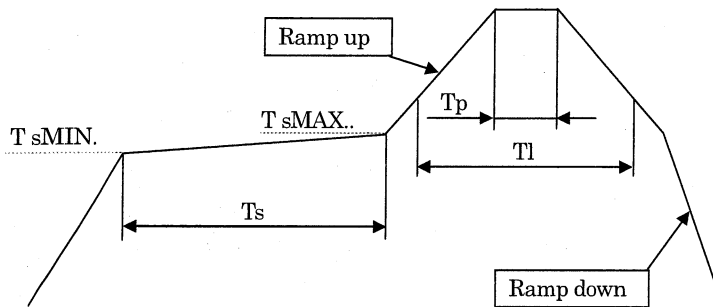 Ramp up
T sMAX..
T sMIN.
Tp
Tl
Ts
Ramp down